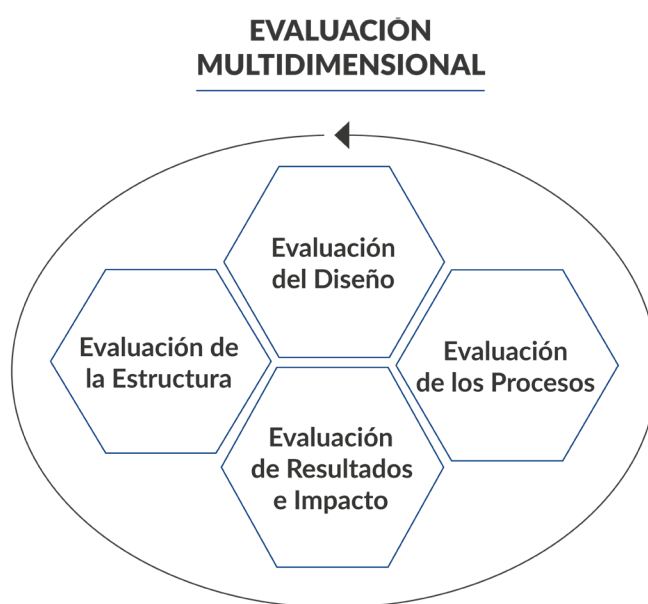 EVALUACIÓN
MULTIDIMENSIONAL
Evaluación
del Diseño
Evaluación de
la Estructura
Evaluación
de los Procesos
Evaluación
de Resultados
e Impacto